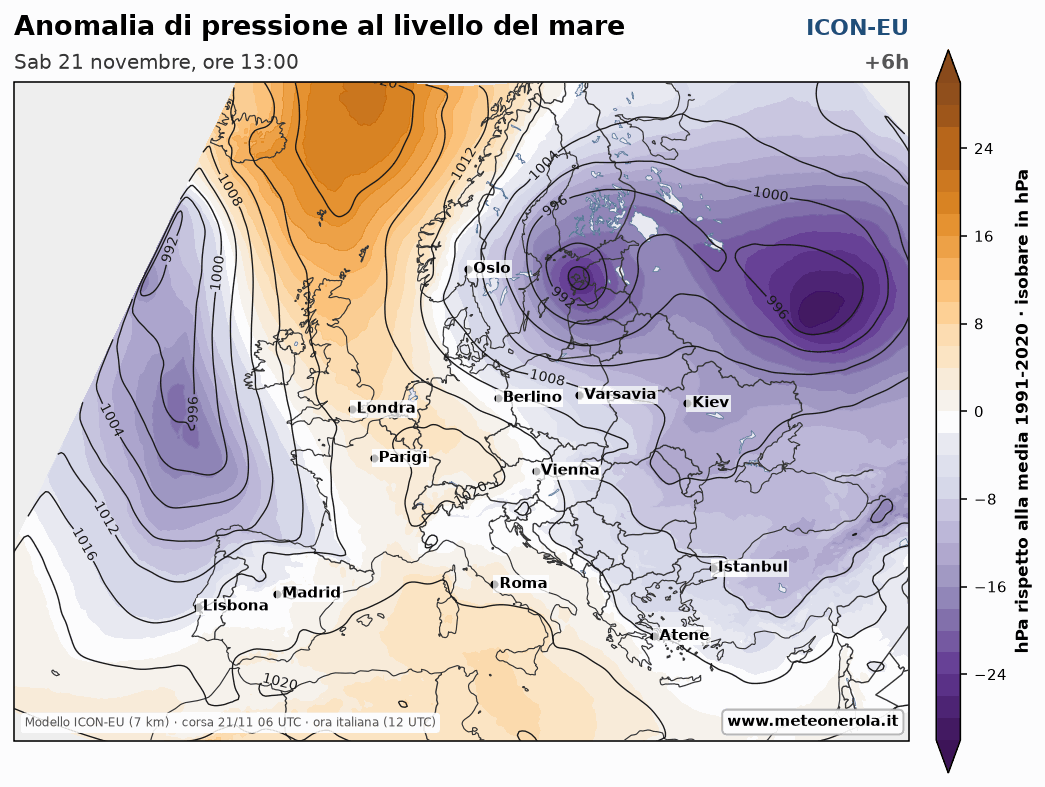 Anomalia di pressione al livello del mare
ICON-EU
Sab 21 novembre, ore 13:00
+6h
1012
1004
1008
1000
996
992
1000
992
Oslo
996
1008
Berlino
Varsavia
Kiev
996
Londra
1004
Parigi
Vienna
1020
1012
1016
Istanbul
Roma
Madrid
Lisbona
Atene
1020
Modello ICON-EU (7 km) · corsa 21/11 06 UTC · ora italiana (12 UTC)
www.meteonerola.it
24
16
8
0
−8
−16
−24
hPa rispetto alla media 1991-2020 · isobare in hPa